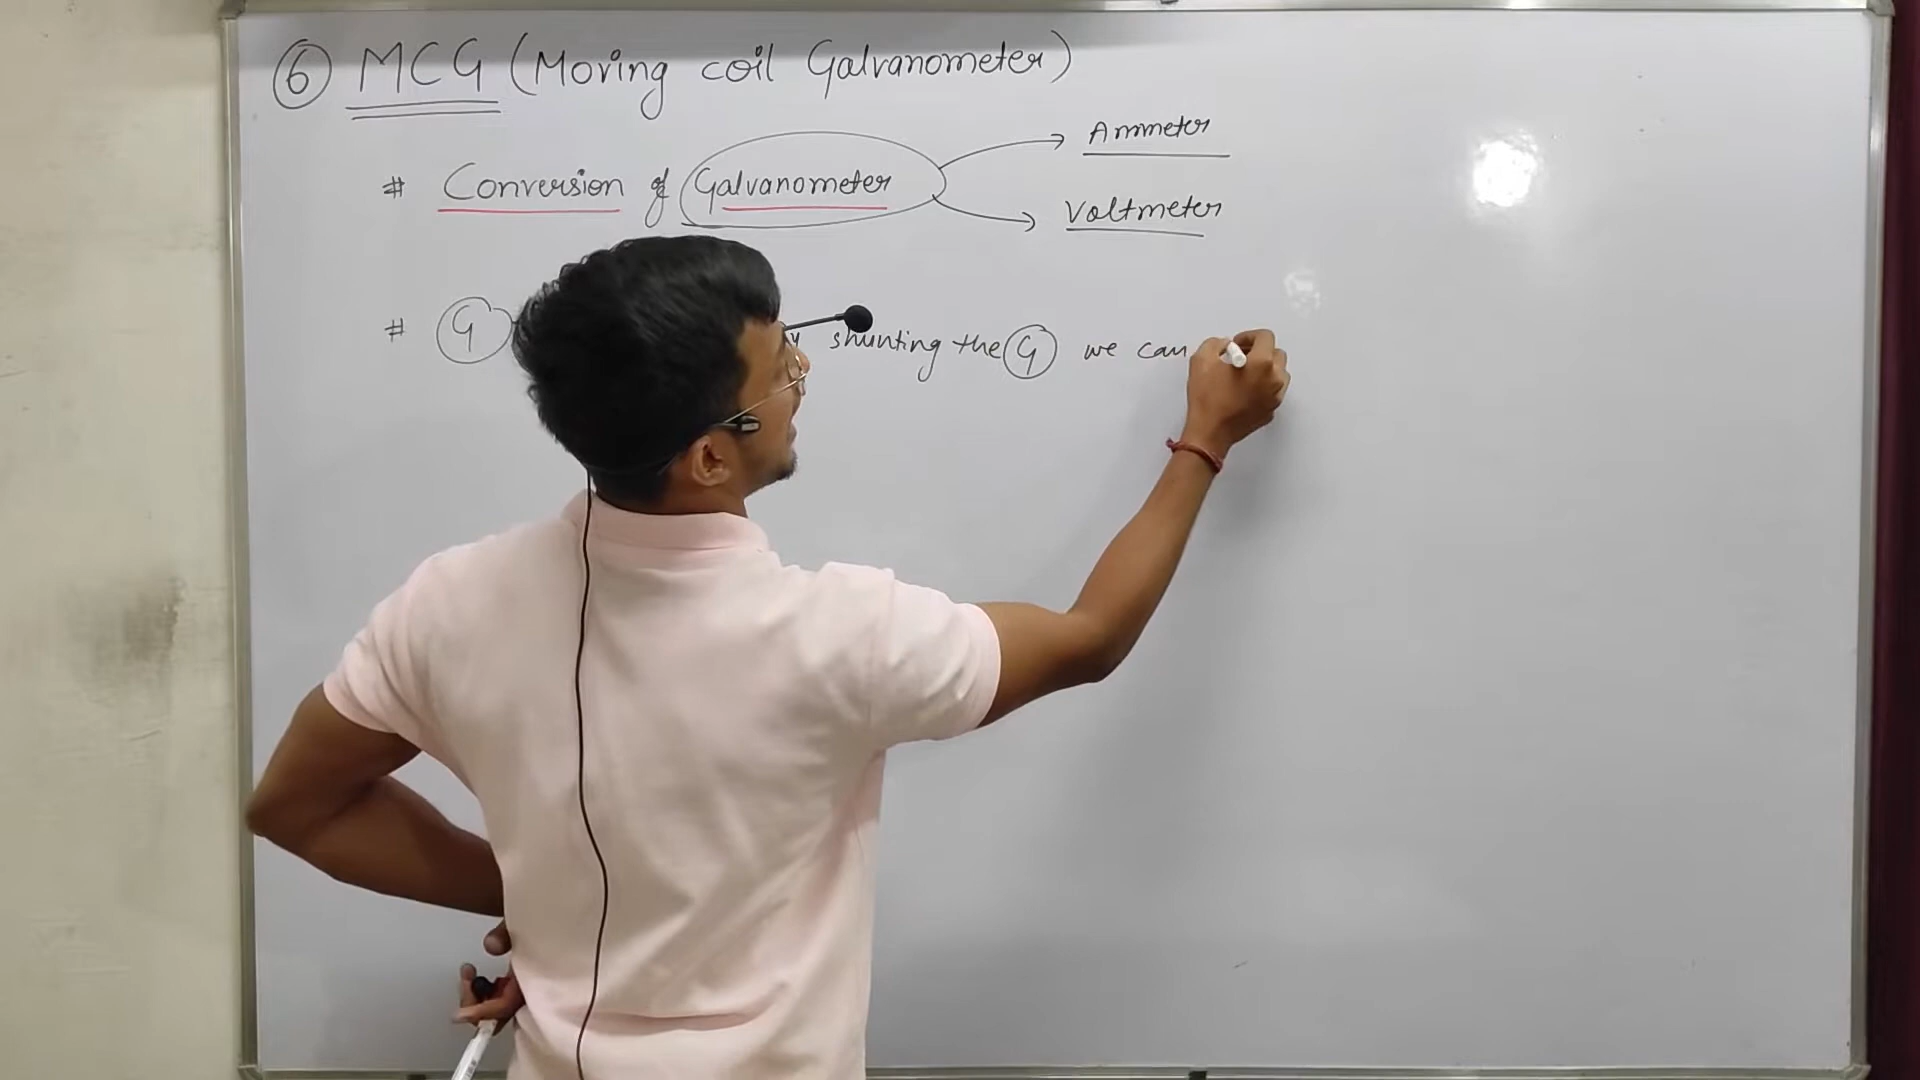 ⑥ MCG (Moving coil Galvanometer)
# Conversion of Galvanometer
Ammeter
Voltmeter
# G shunting the G we can